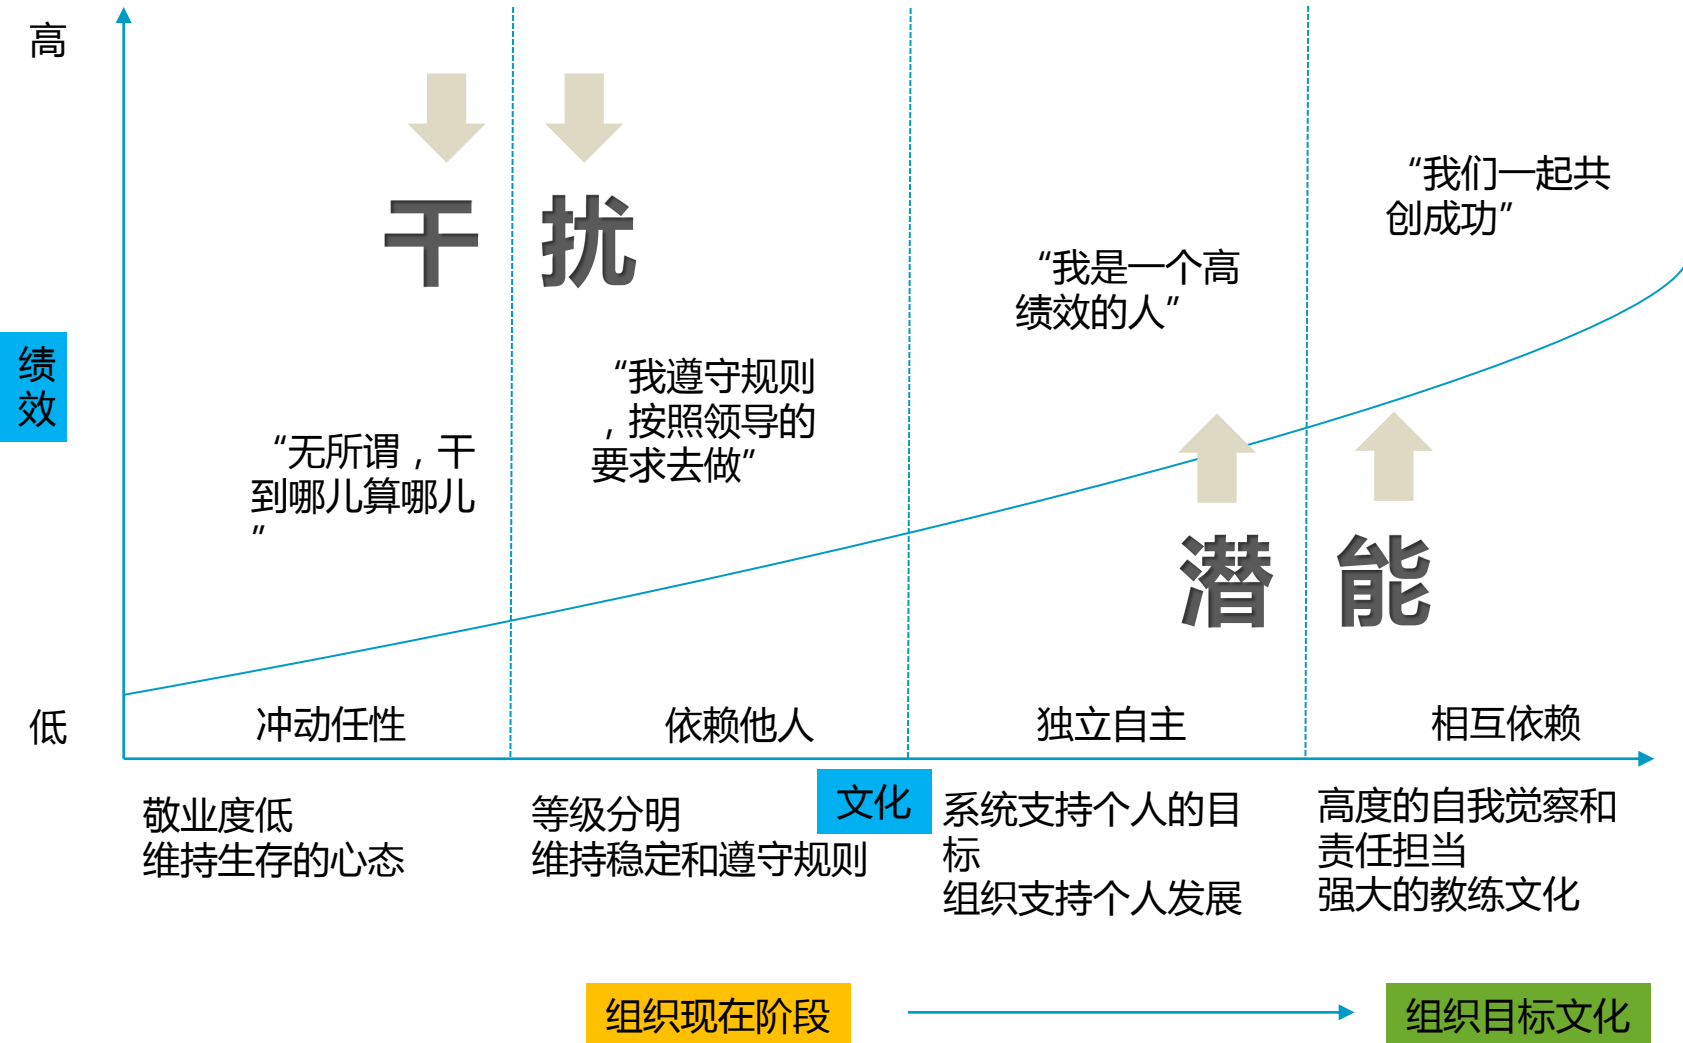 高
干 扰
“我们一起共
创成功”
“我是一个高
绩效的人”
绩
效
“我遵守规则
，按照领导的
要求去做”
“无所谓，干
到哪儿算哪儿
”
潜 能
低
冲动任性
依赖他人
独立自主
相互依赖
文化
敬业度低
维持生存的心态
等级分明
维持稳定和遵守规则
系统支持个人的目
标
组织支持个人发展
高度的自我觉察和
责任担当
强大的教练文化
组织现在阶段
组织目标文化